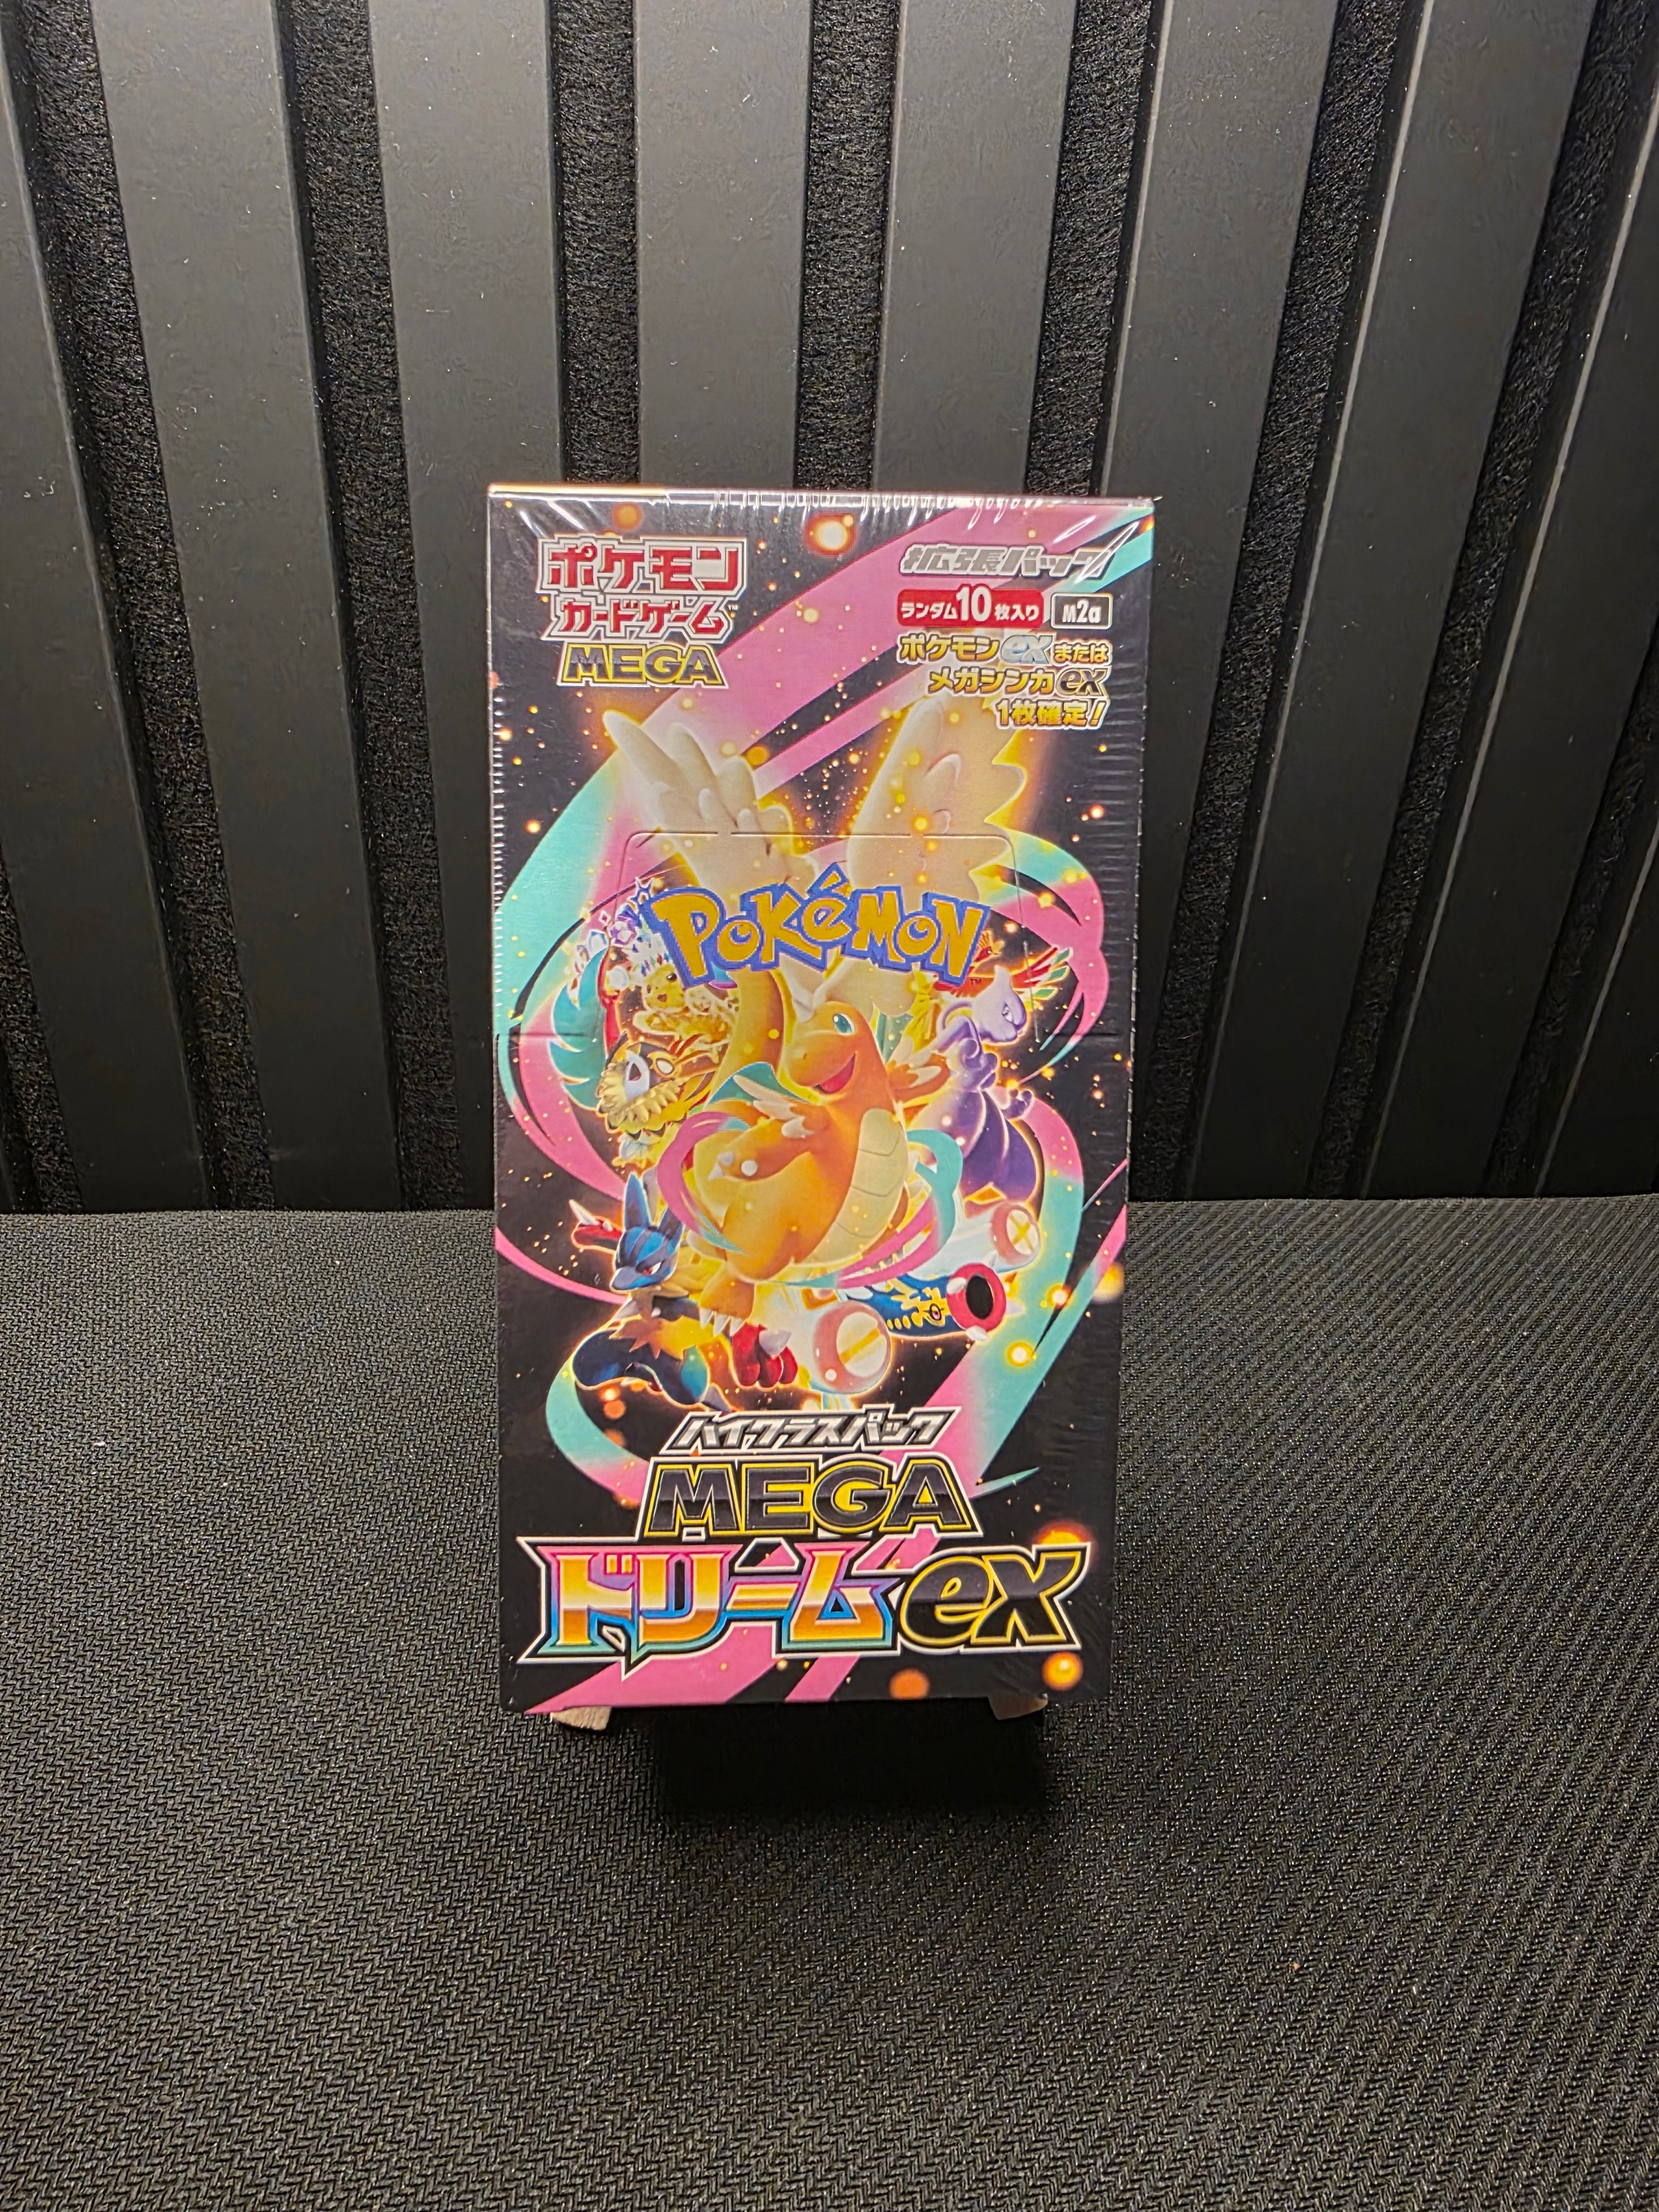 ポケモン
カードゲーム™
MEGA
拡張パック
ランダム10枚入り M2a
ポケモンexまたは
メガシンカex
1枚確定!
POKéMON™
ハイクラスパック
MEGA
ドリームex